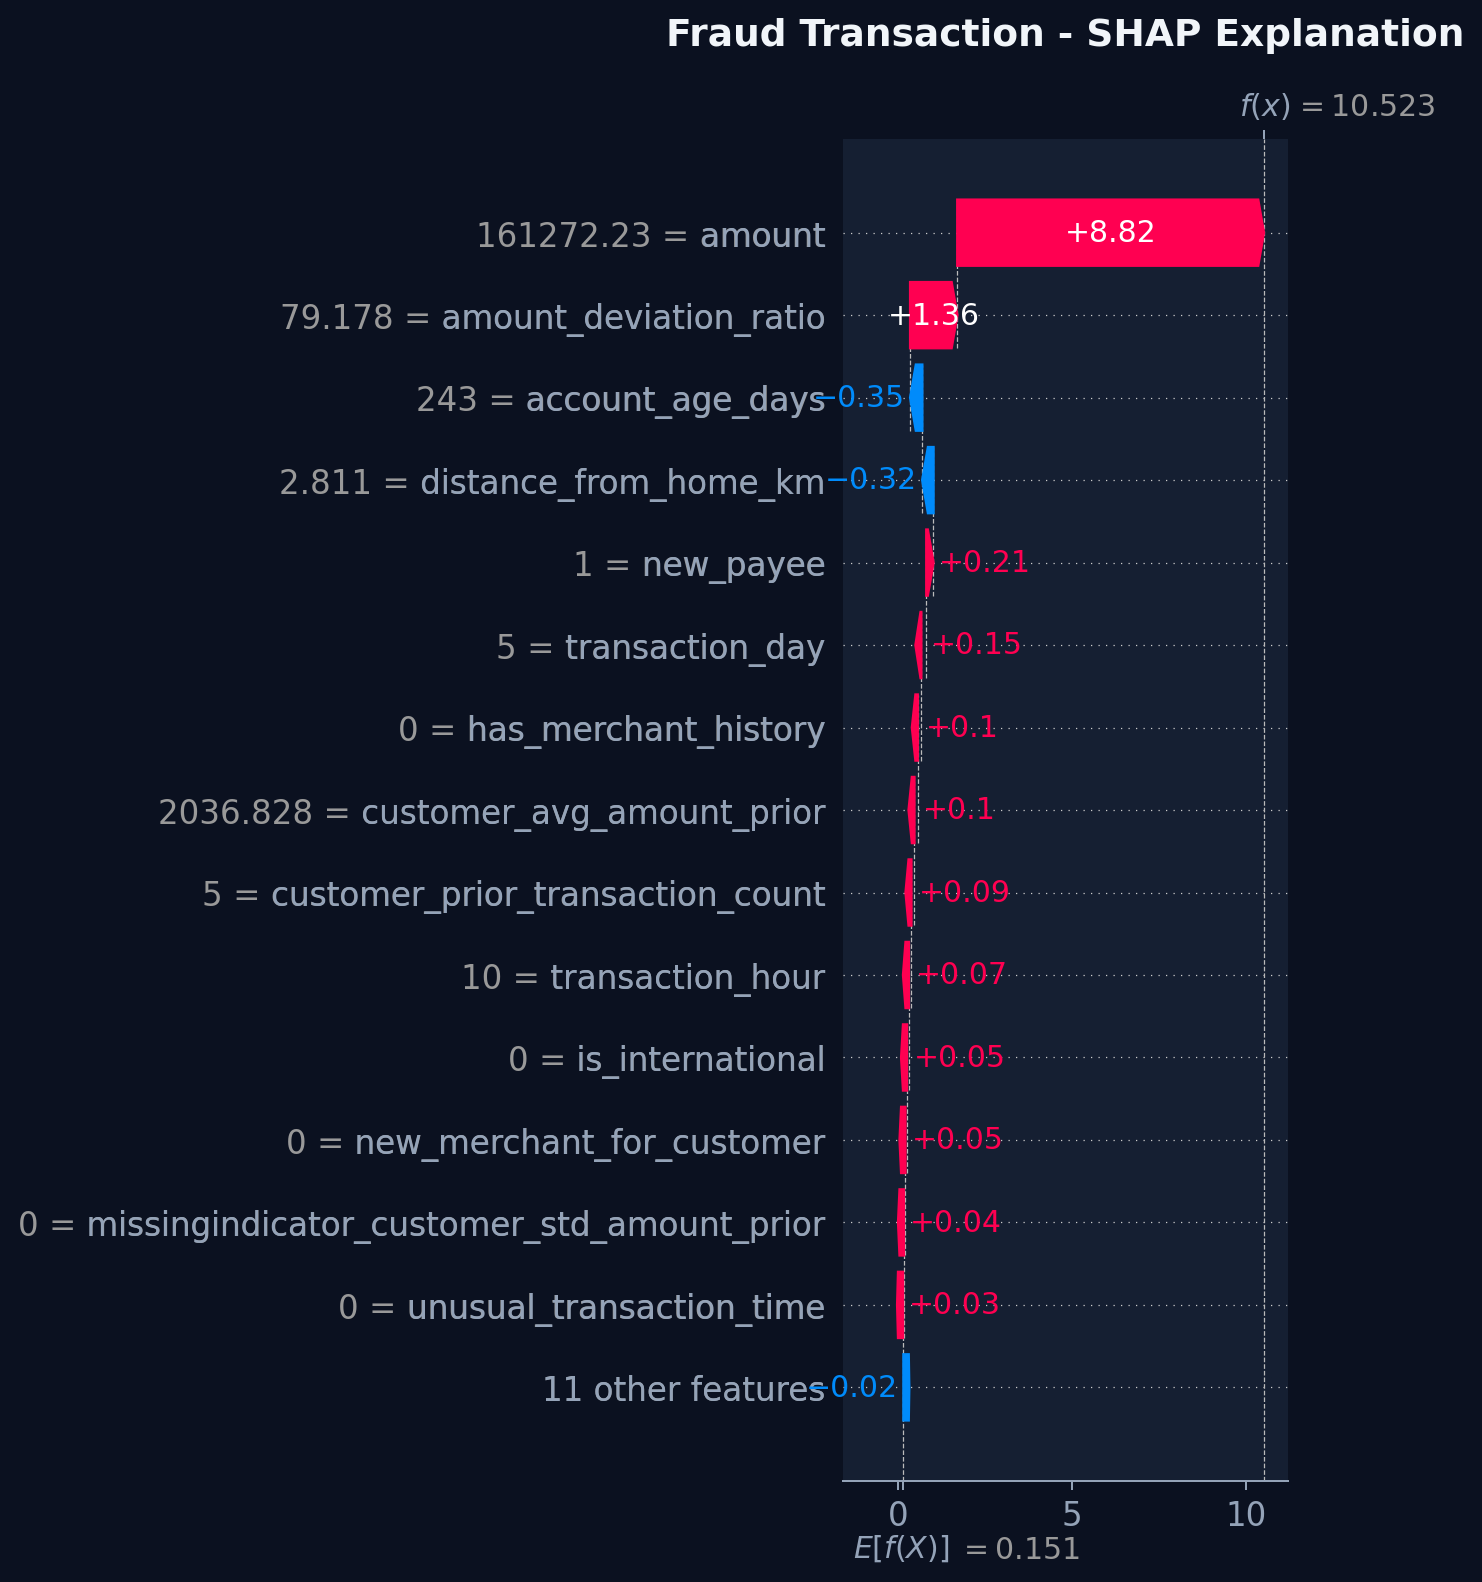 Fraud Transaction - SHAP Explanation
f(x) = 10.523
161272.23 = amount
+8.82
79.178 = amount_deviation_ratio
+1.36
243 = account_age_days
−0.35
2.811 = distance_from_home_km
−0.32
1 = new_payee
+0.21
5 = transaction_day
+0.15
0 = has_merchant_history
+0.1
2036.828 = customer_avg_amount_prior
+0.1
5 = customer_prior_transaction_count
+0.09
10 = transaction_hour
+0.07
0 = is_international
+0.05
0 = new_merchant_for_customer
+0.05
0 = missingindicator_customer_std_amount_prior
+0.04
0 = unusual_transaction_time
+0.03
11 other features
−0.02
0 5 10
E[f(X)] = 0.151